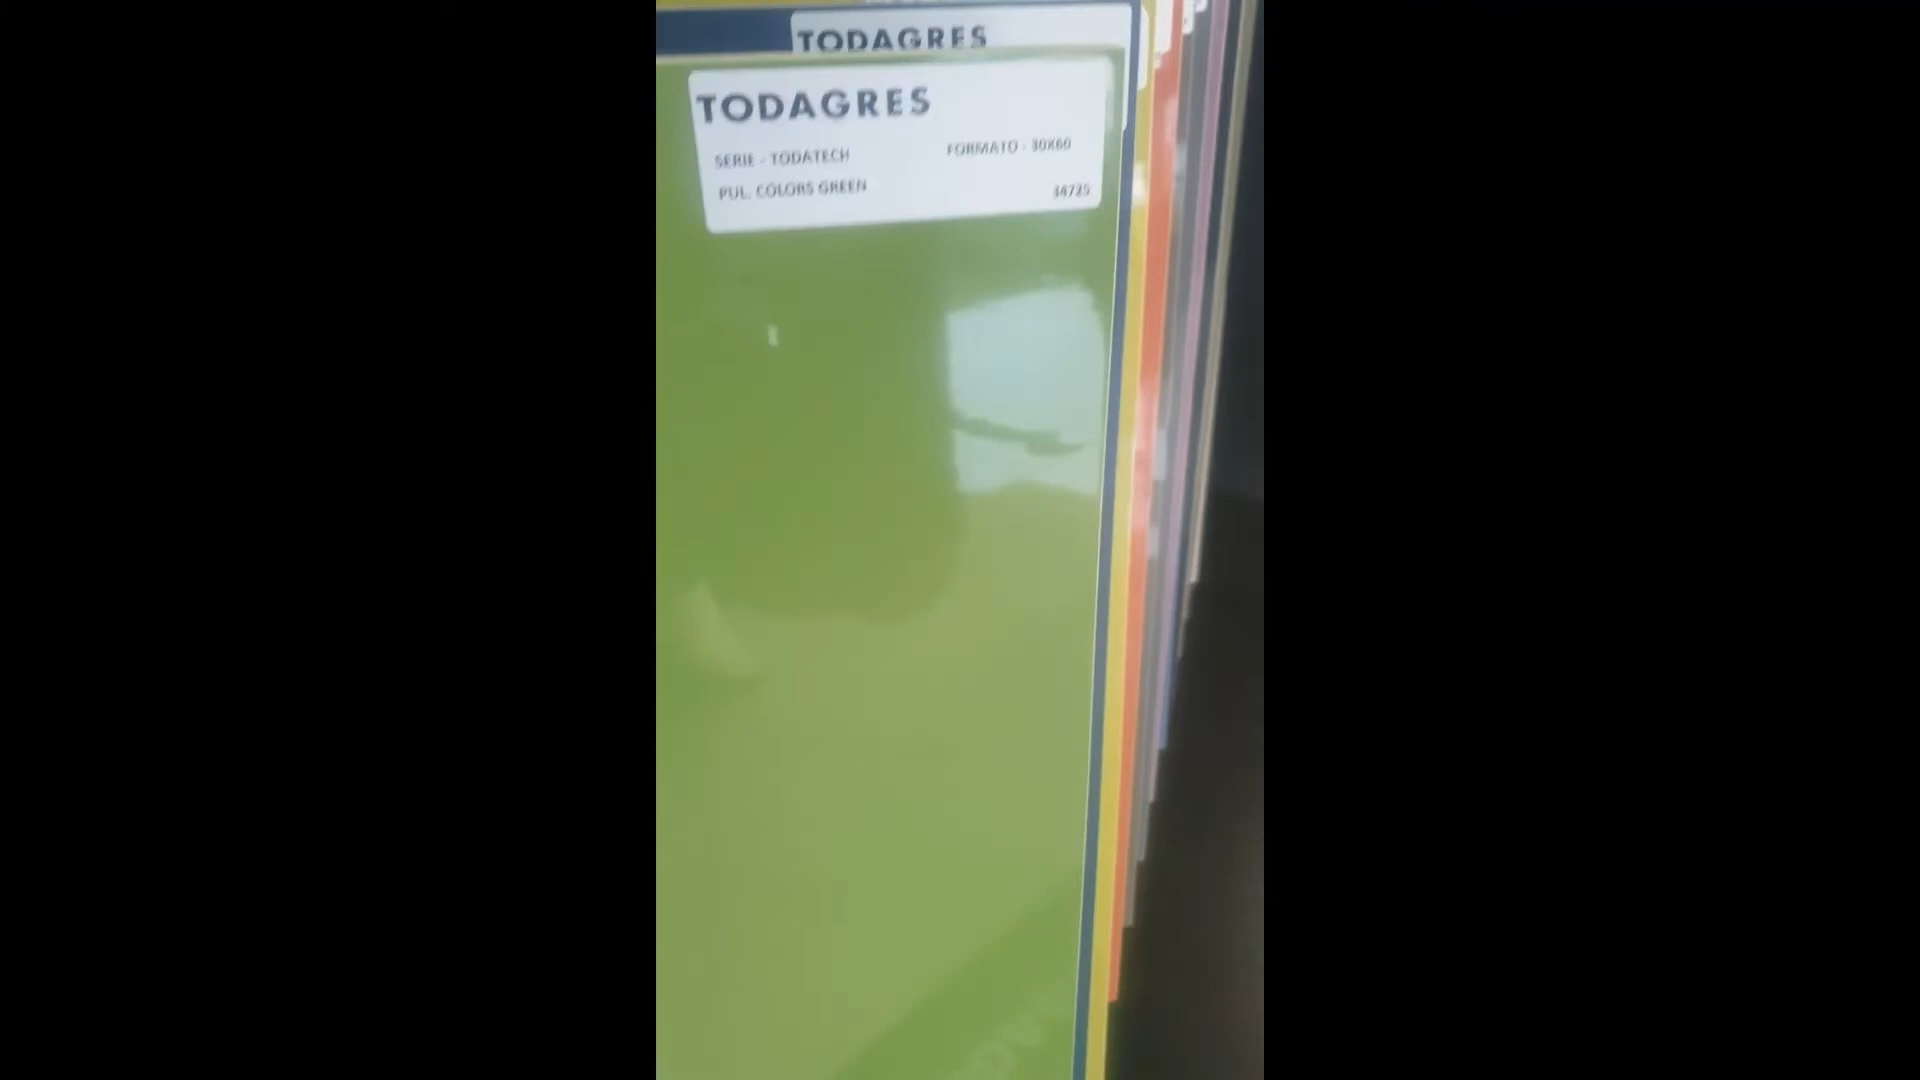 TODAGRES
TODAGRES
SERIE - TODATECH FORMATO - 30X60
PUL. COLORS GREEN 34725